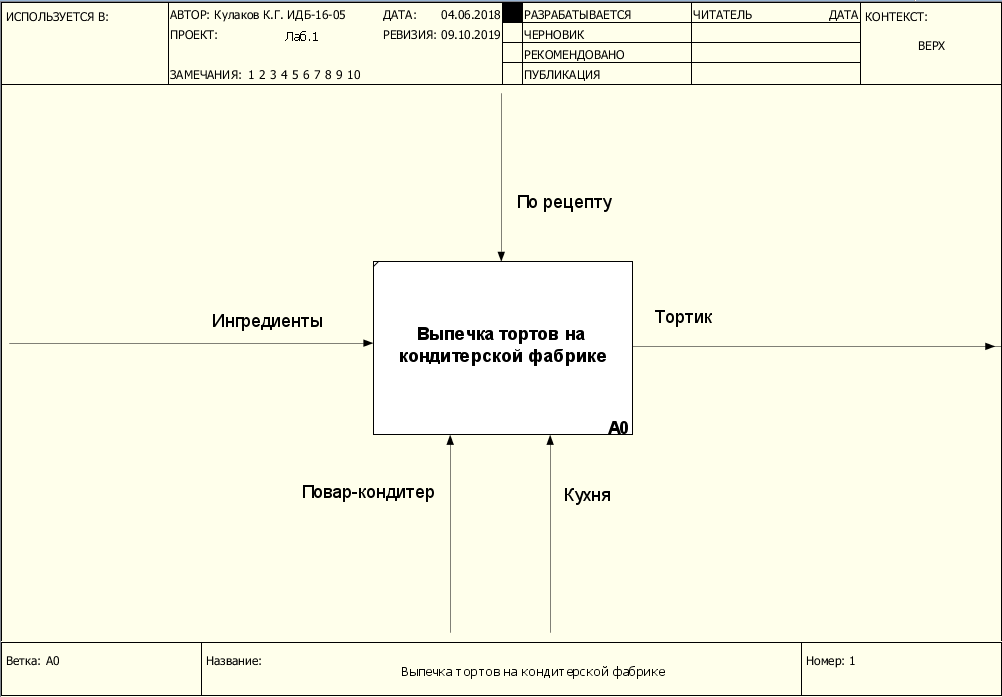 ИСПОЛЬЗУЕТСЯ В:
АВТОР: Кулаков К.Г. ИДБ-16-05
ДАТА: 04.06.2018
ПРОЕКТ: Лаб.1
РЕВИЗИЯ: 09.10.2019
ЗАМЕЧАНИЯ: 1 2 3 4 5 6 7 8 9 10
РАЗРАБАТЫВАЕТСЯ
ЧЕРНОВИК
РЕКОМЕНДОВАНО
ПУБЛИКАЦИЯ
ЧИТАТЕЛЬ ДАТА
КОНТЕКСТ:
ВЕРХ
По рецепту
Ингредиенты
Тортик
Выпечка тортов на
кондитерской фабрике
A0
Повар-кондитер
Кухня
Ветка: A0
Название:
Выпечка тортов на кондитерской фабрике
Номер: 1